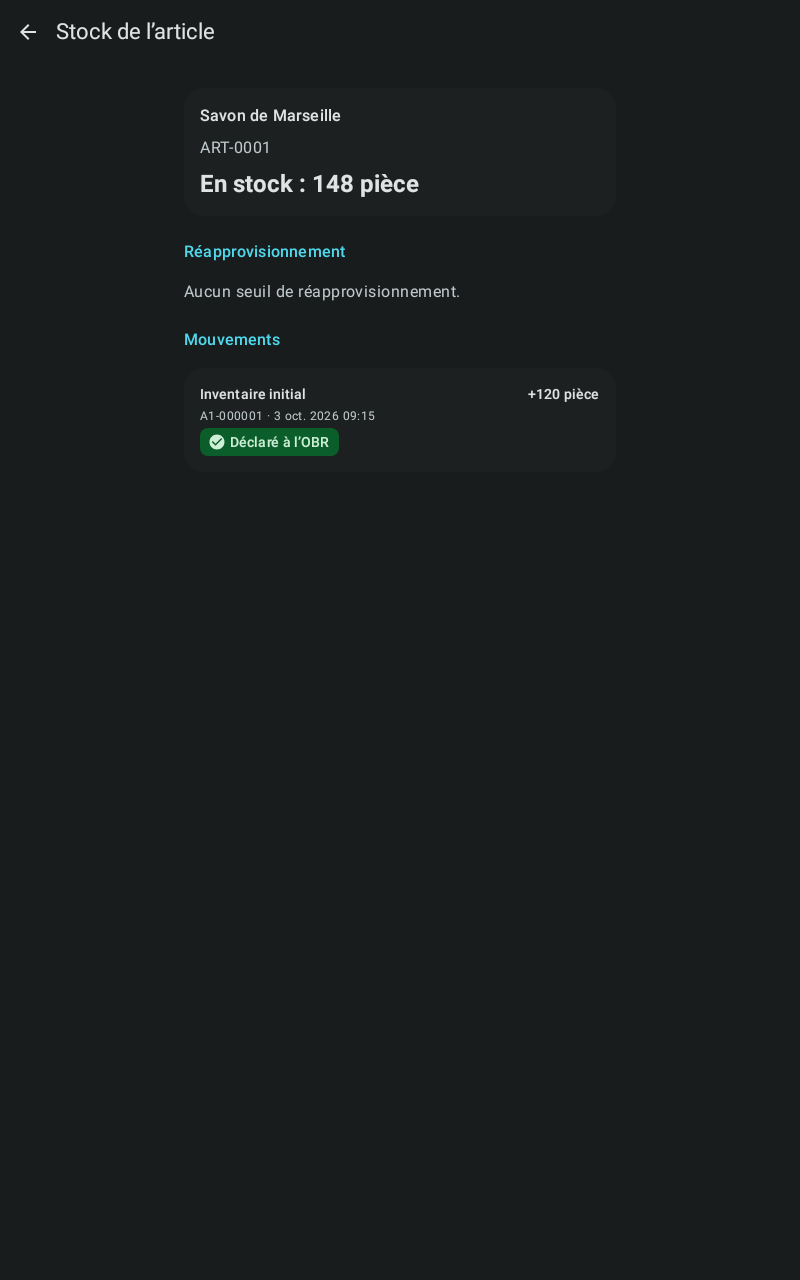 Stock de l’article
Savon de Marseille
ART-0001
En stock : 148 pièce
Réapprovisionnement
Aucun seuil de réapprovisionnement.
Mouvements
Inventaire initial +120 pièce
A1-000001 · 3 oct. 2026 09:15
Déclaré à l’OBR